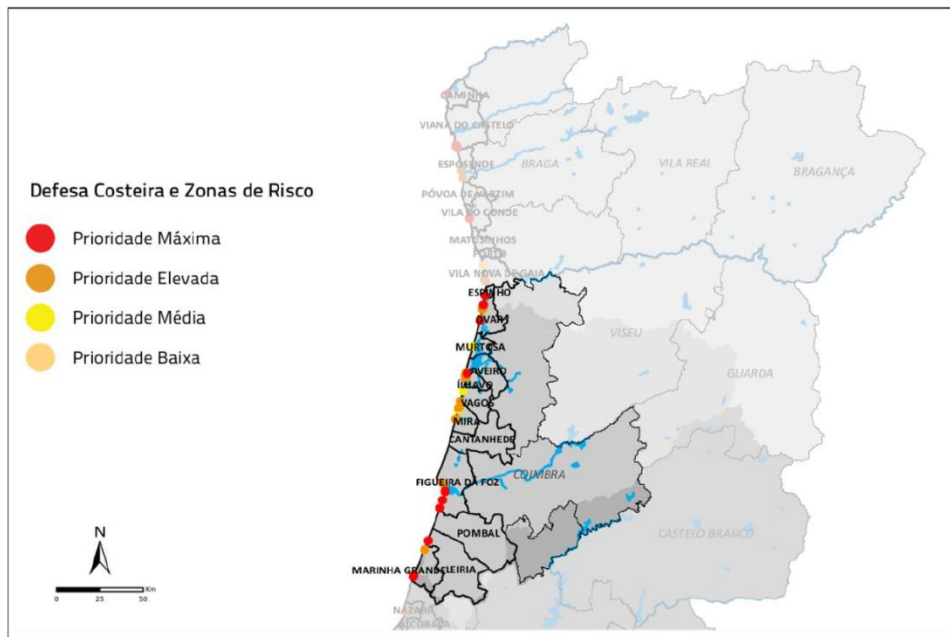 Defesa Costeira e Zonas de Risco
Prioridade Máxima
Prioridade Elevada
Prioridade Média
Prioridade Baixa
N
0 25 50 Km
CAMINHA
VIANA DO CASTELO
ESPOSENDE
BRAGA
VILA REAL
BRAGANÇA
PÓVOA DE VARZIM
VILA DO CONDE
MATOSINHOS
PORTO
VILA NOVA DE GAIA
ESPINHO
OVAR
VISEU
MURTOSA
AVEIRO
GUARDA
ÍLHAVO
VAGOS
MIRA
CANTANHEDE
COIMBRA
FIGUEIRA DA FOZ
POMBAL
CASTELO BRANCO
MARINHA GRANDE
LEIRIA
NAZARÉ
ALCOBAÇA